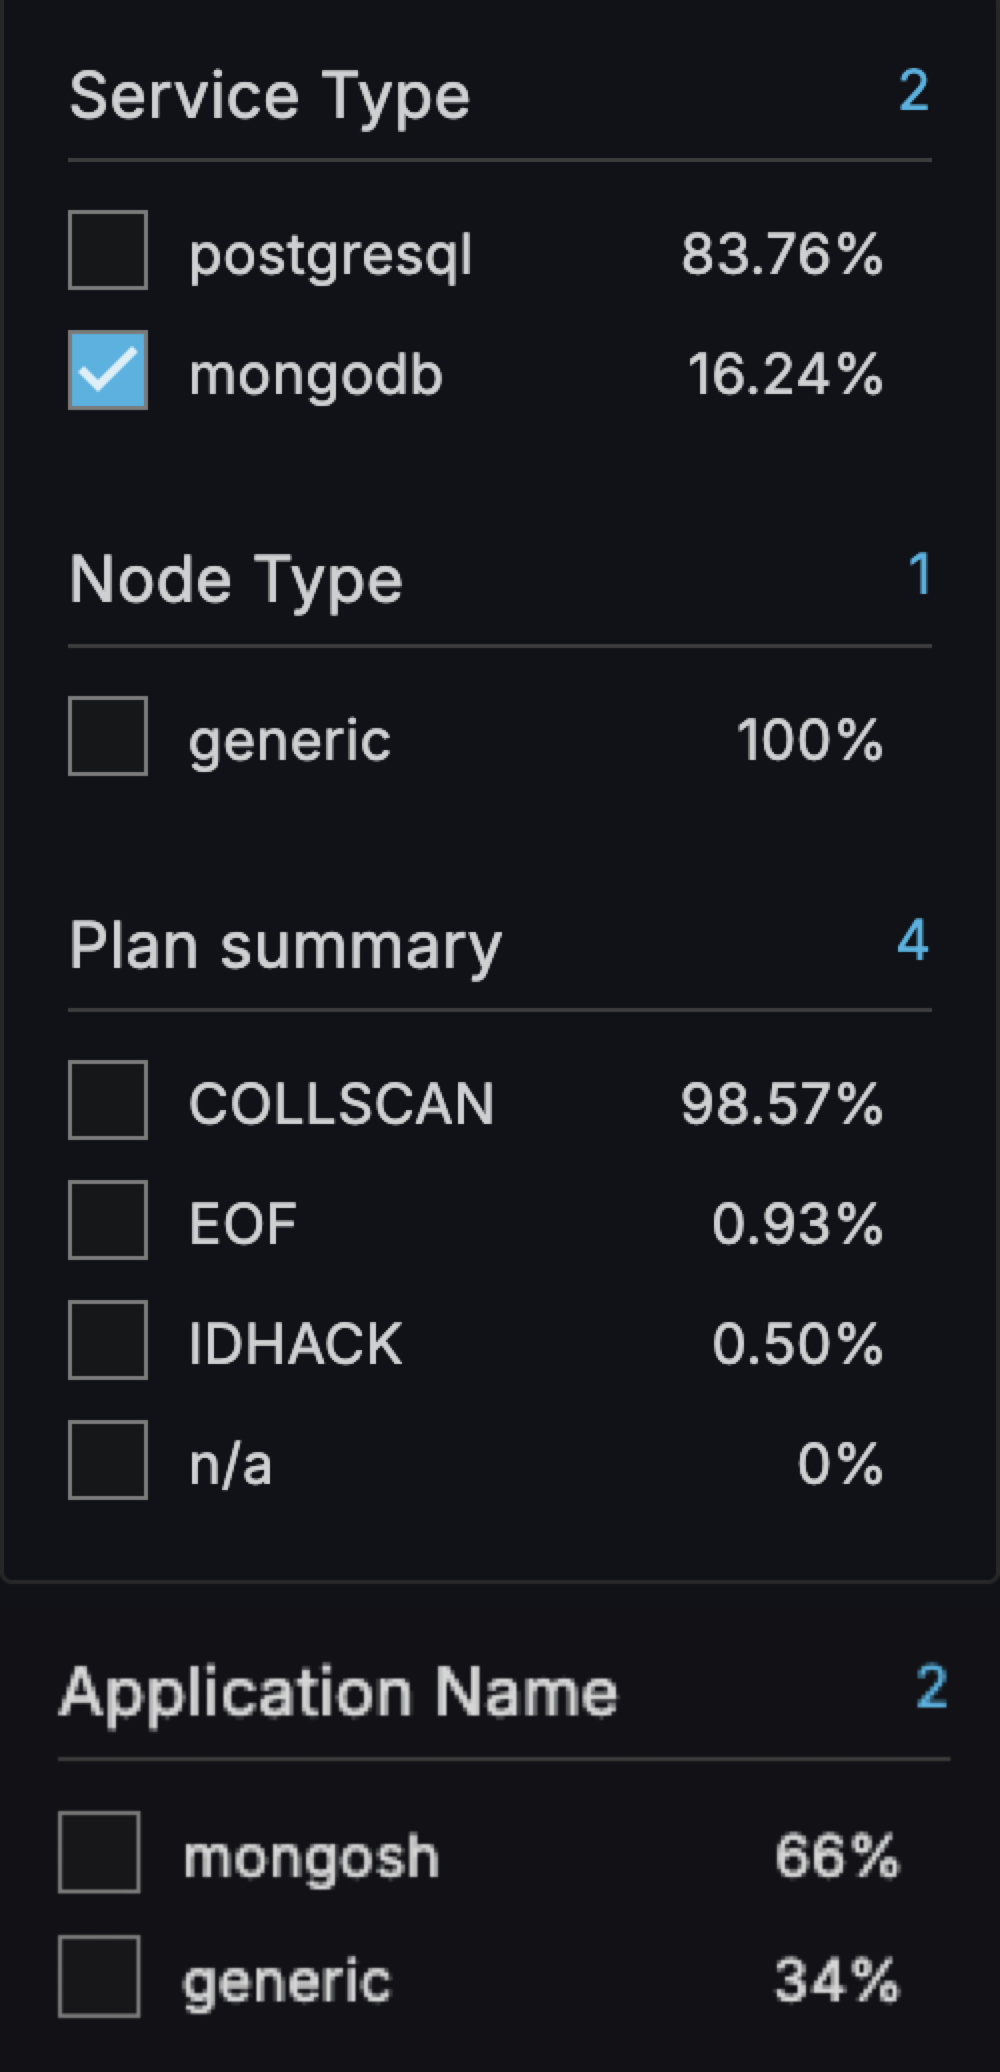 Service Type 2
postgresql 83.76%
mongodb 16.24%
Node Type 1
generic 100%
Plan summary 4
COLLSCAN 98.57%
EOF 0.93%
IDHACK 0.50%
n/a 0%
Application Name 2
mongosh 66%
generic 34%